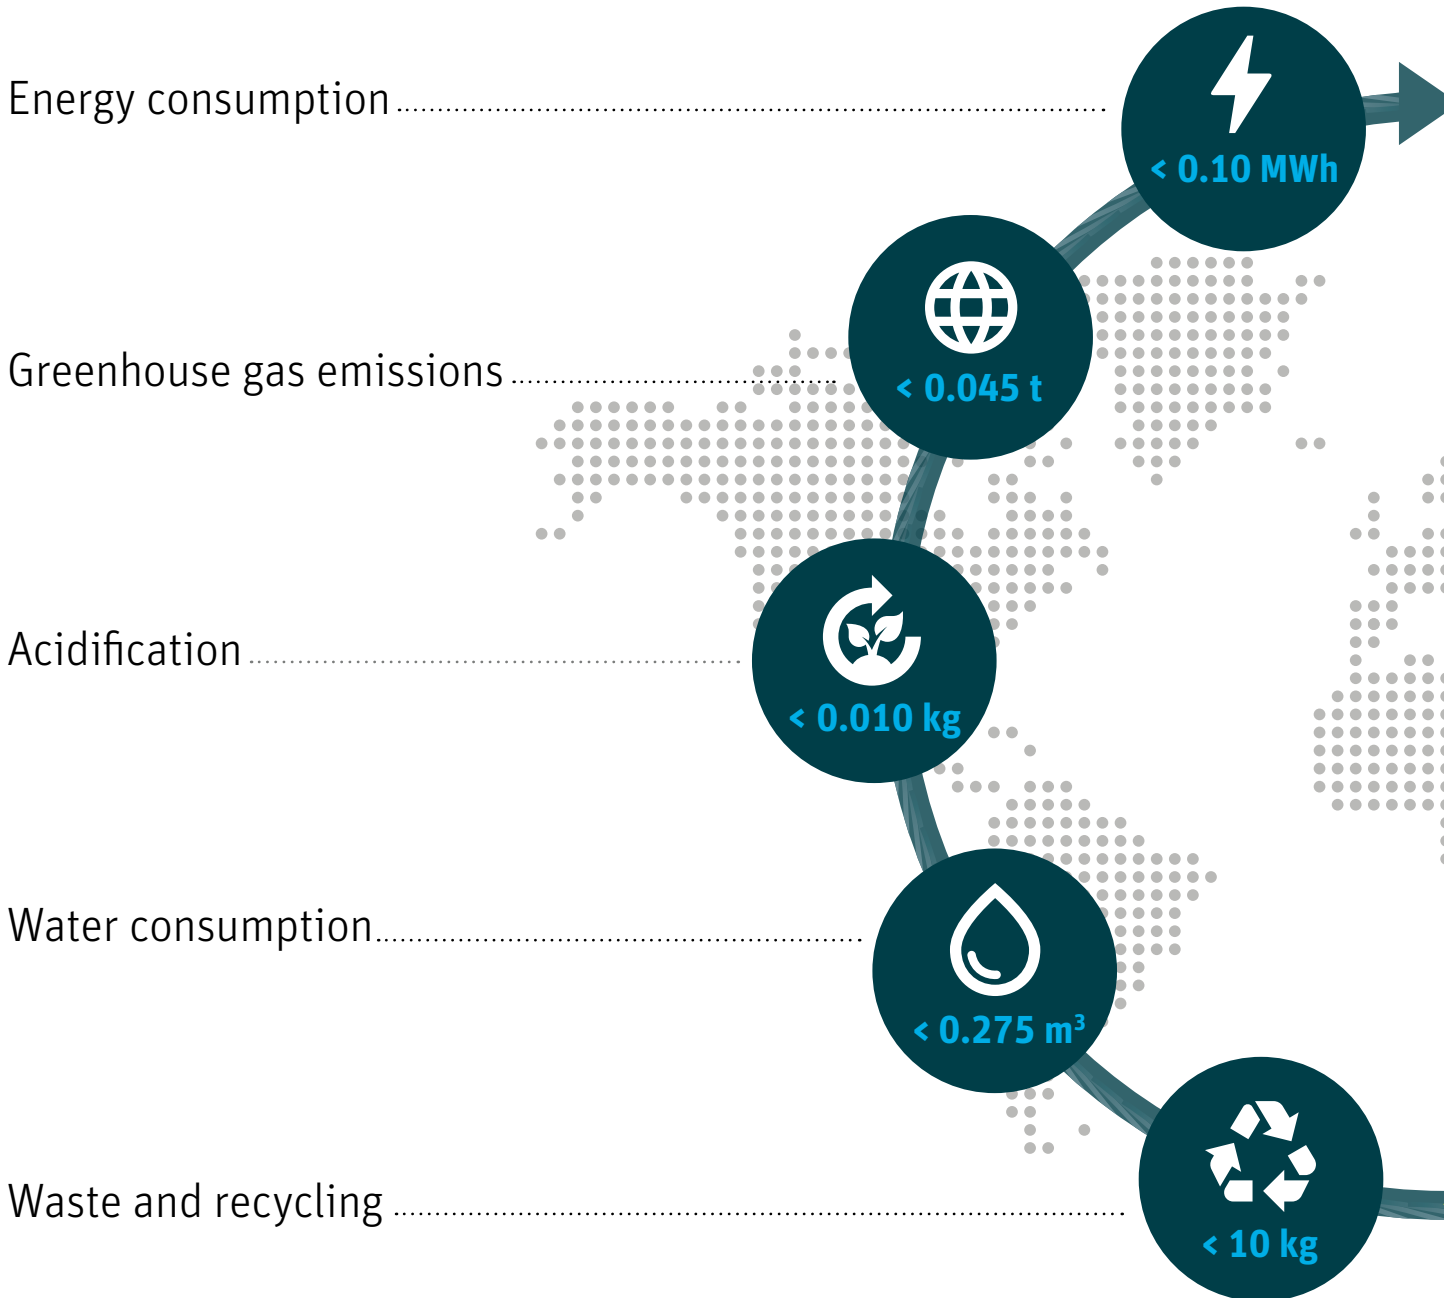 Energy consumption
< 0.10 MWh
Greenhouse gas emissions
< 0.045 t
Acidification
< 0.010 kg
Water consumption
< 0.275 m³
Waste and recycling
< 10 kg